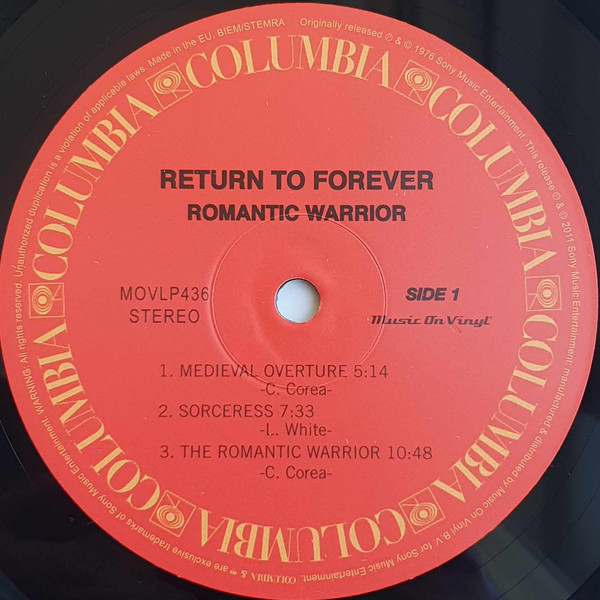 RETURN TO FOREVER
ROMANTIC WARRIOR
MOVLP436
STEREO
SIDE 1
Music On Vinyl
1. MEDIEVAL OVERTURE 5:14
-C. Corea-
2. SORCERESS 7:33
-L. White-
3. THE ROMANTIC WARRIOR 10:48
-C. Corea-
COLUMBIA
COLUMBIA
COLUMBIA
COLUMBIA
COLUMBIA
COLUMBIA
COLUMBIA
Originally released ℗ & © 1976 Sony Music Entertainment. This release ℗ & © 2011 Sony Music Entertainment; manufactured & distributed by Music On Vinyl B.V. for Sony Music Entertainment. COLUMBIA & are exclusive trademarks of Sony Music Entertainment. WARNING: All rights reserved. Unauthorized duplication is a violation of applicable laws. Made in the EU. BIEM/STEMRA